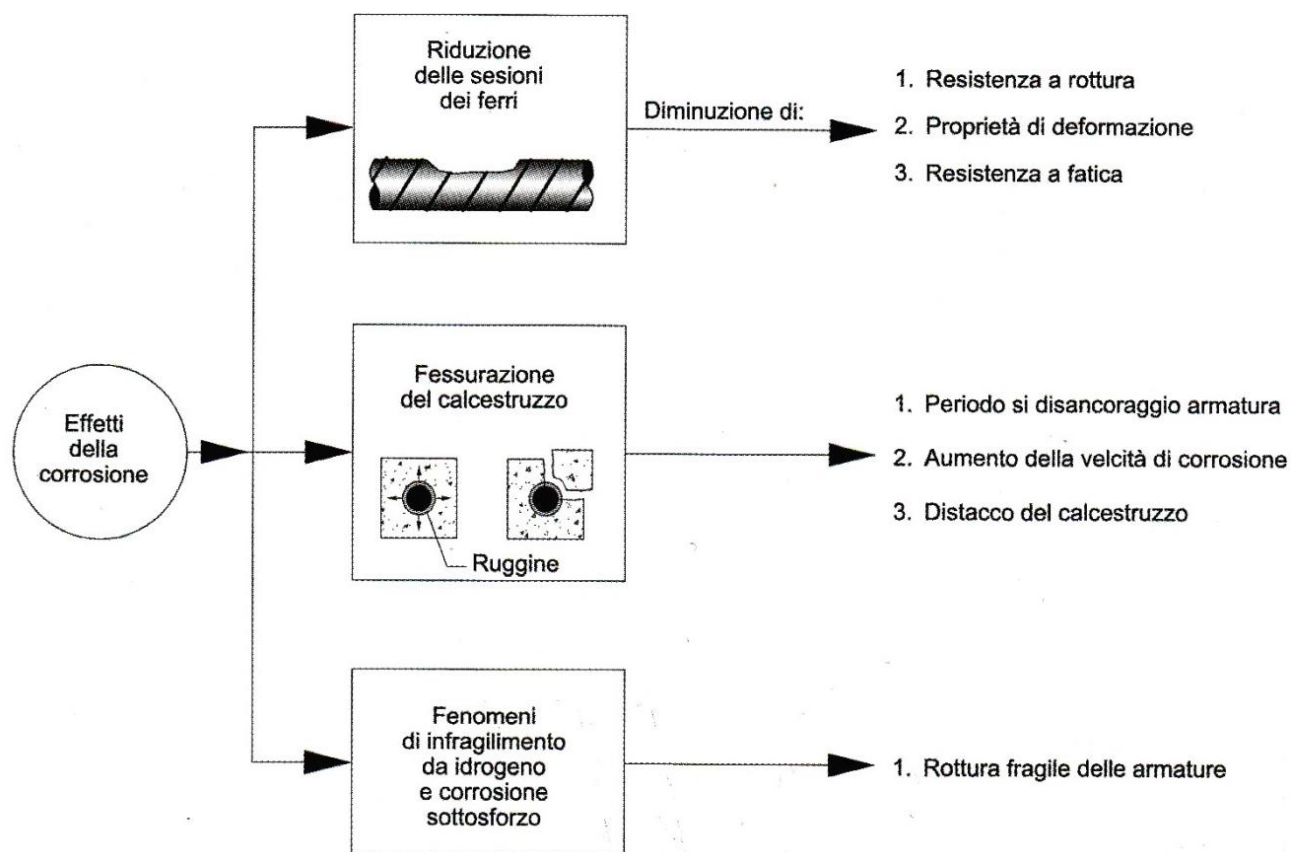 Effetti
della
corrosione
Riduzione
delle sesioni
dei ferri
Diminuzione di:
1. Resistenza a rottura
2. Proprietà di deformazione
3. Resistenza a fatica
Fessurazione
del calcestruzzo
Ruggine
1. Periodo si disancoraggio armatura
2. Aumento della velcità di corrosione
3. Distacco del calcestruzzo
Fenomeni
di infragilimento
da idrogeno
e corrosione
sottosforzo
1. Rottura fragile delle armature